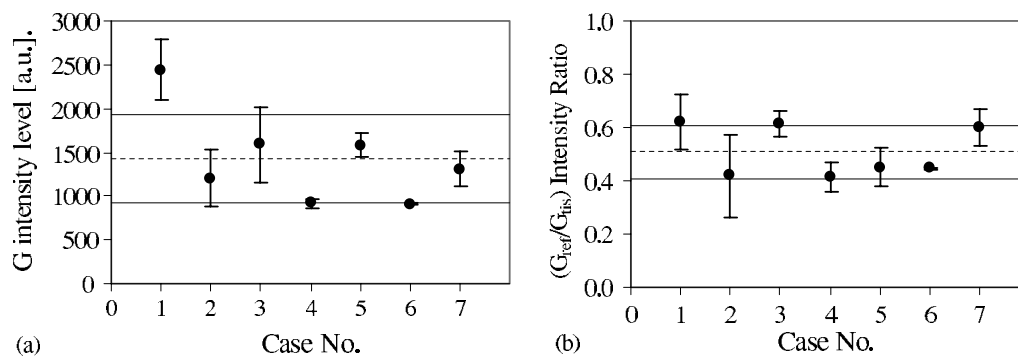 3000
2500
2000
1500
1000
500
0
G intensity level [a.u.].
0 1 2 3 4 5 6 7
Case No.
(a)
1.0
0.8
0.6
0.4
0.2
0.0
(Gref/Gtis) Intensity Ratio
0 1 2 3 4 5 6 7
Case No.
(b)